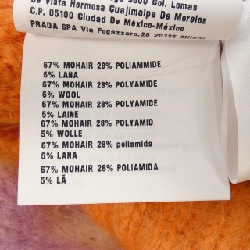 De Vista Hermosa Cuajimalpa De Morelos
C.P. 05100 Ciudad De México-México
PRADA SPA Via Fogazzaro,28 20135
67% MOHAIR 28% POLIAMMIDE
5% LANA
67% MOHAIR 28% POLYAMIDE
5% WOOL
67% MOHAIR 28% POLYAMIDE
5% LAINE
67% MOHAIR 28% POLYAMID
5% WOLLE
67% MOHAIR 28% poliamida
5% LANA
67% MOHAIR 28% POLIAMIDA
5% LÃ